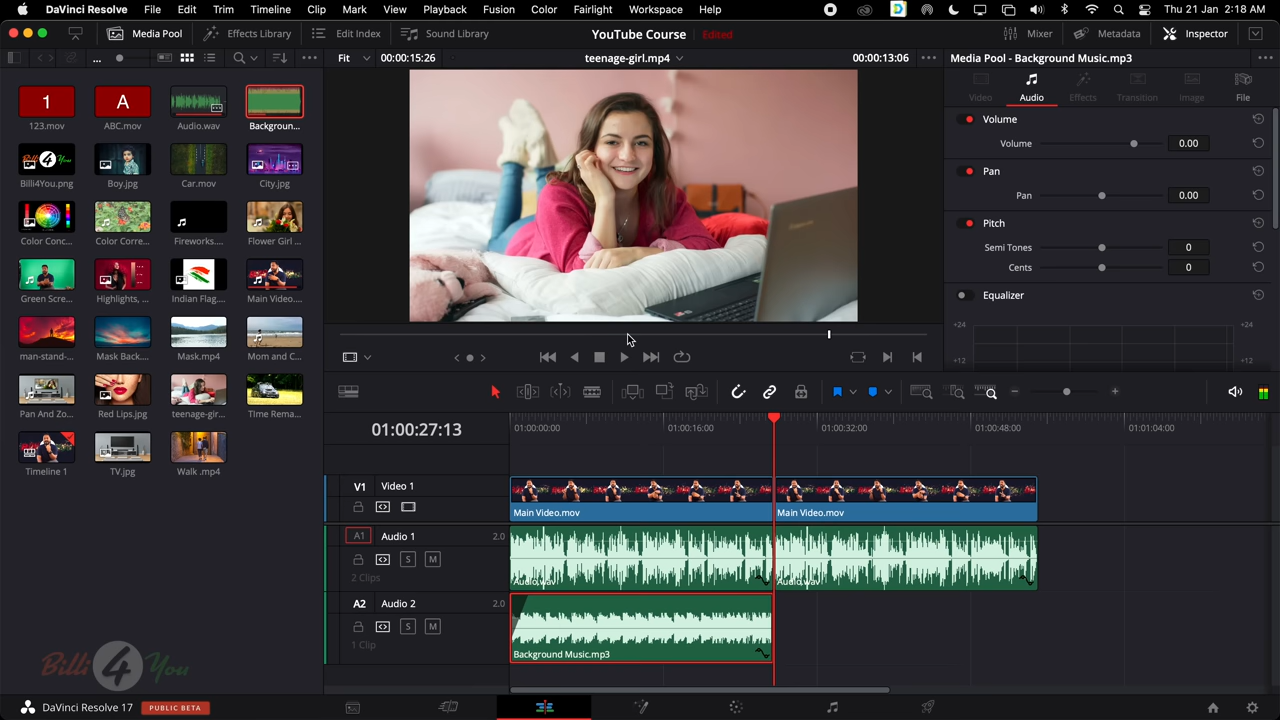 DaVinci Resolve File Edit Trim Timeline Clip Mark View Playback Fusion Color Fairlight Workspace Help Thu 21 Jan 2:18 AM
Media Pool Effects Library Edit Index Sound Library YouTube Course Edited Mixer Metadata Inspector
Fit 00:00:15:26 teenage-girl.mp4 00:00:13:06 Media Pool - Background Music.mp3
Video Audio Effects Transition Image File
1 A
123.mov ABC.mov Audio.wav Backgroun...
Billi4You.png Boy.jpg Car.mov City.jpg
Color Conc... Color Corre... Fireworks.... Flower Girl ...
Green Scre... Highlights, ... Indian Flag.... Main Video....
man-stand-... Mask Back... Mask.mp4 Mom and C...
Pan And Zo... Red Lips.jpg teenage-gir... TIme Rema...
Timeline 1 TV.jpg Walk .mp4
Volume
Volume 0.00
Pan
Pan 0.00
Pitch
Semi Tones 0
Cents 0
Equalizer
+24 +24
+12 +12
01:00:27:13
01:00:00:00 01:00:16:00 01:00:32:00 01:00:48:00 01:01:04:00
V1 Video 1
Main Video.mov Main Video.mov
A1 Audio 1 2.0
S M
2 Clips
Audio.wav Audio.wav
A2 Audio 2 2.0
S M
1 Clip
Background Music.mp3
Billi 4 You
DaVinci Resolve 17 PUBLIC BETA